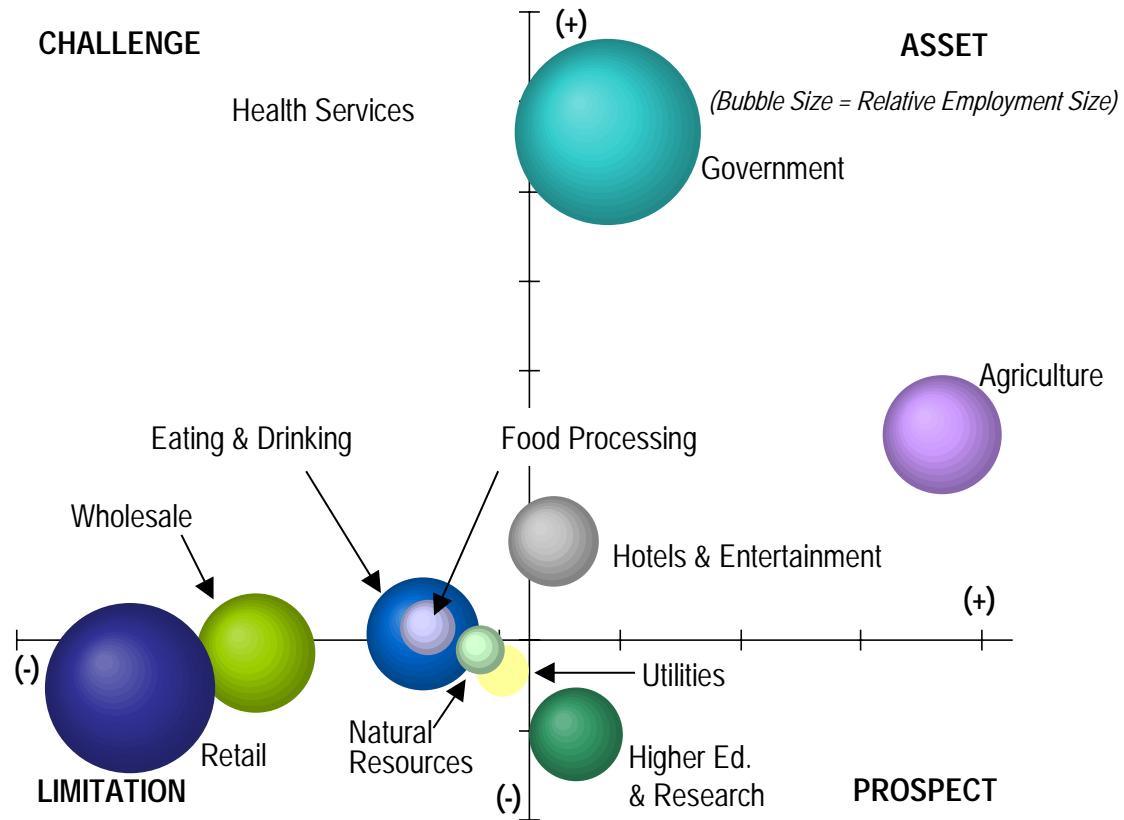 (+)
CHALLENGE
ASSET
Health Services
(Bubble Size = Relative Employment Size)
Government
Agriculture
Eating & Drinking
Food Processing
Wholesale
Hotels & Entertainment
(+)
(-)
Utilities
Natural
Resources
Retail
Higher Ed.
& Research
LIMITATION
(-)
PROSPECT